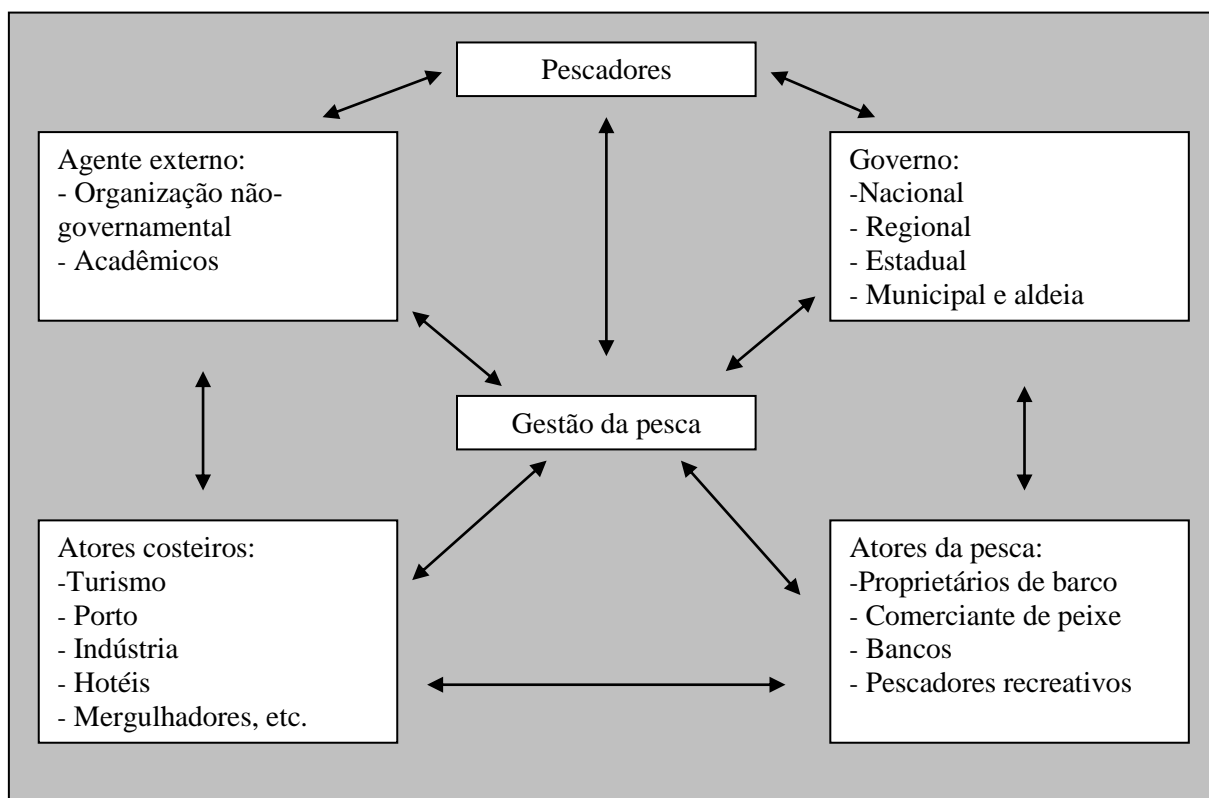 Pescadores
Agente externo:
- Organização não-
governamental
- Acadêmicos
Governo:
-Nacional
- Regional
- Estadual
- Municipal e aldeia
Gestão da pesca
Atores costeiros:
-Turismo
- Porto
- Indústria
- Hotéis
- Mergulhadores, etc.
Atores da pesca:
-Proprietários de barco
- Comerciante de peixe
- Bancos
- Pescadores recreativos